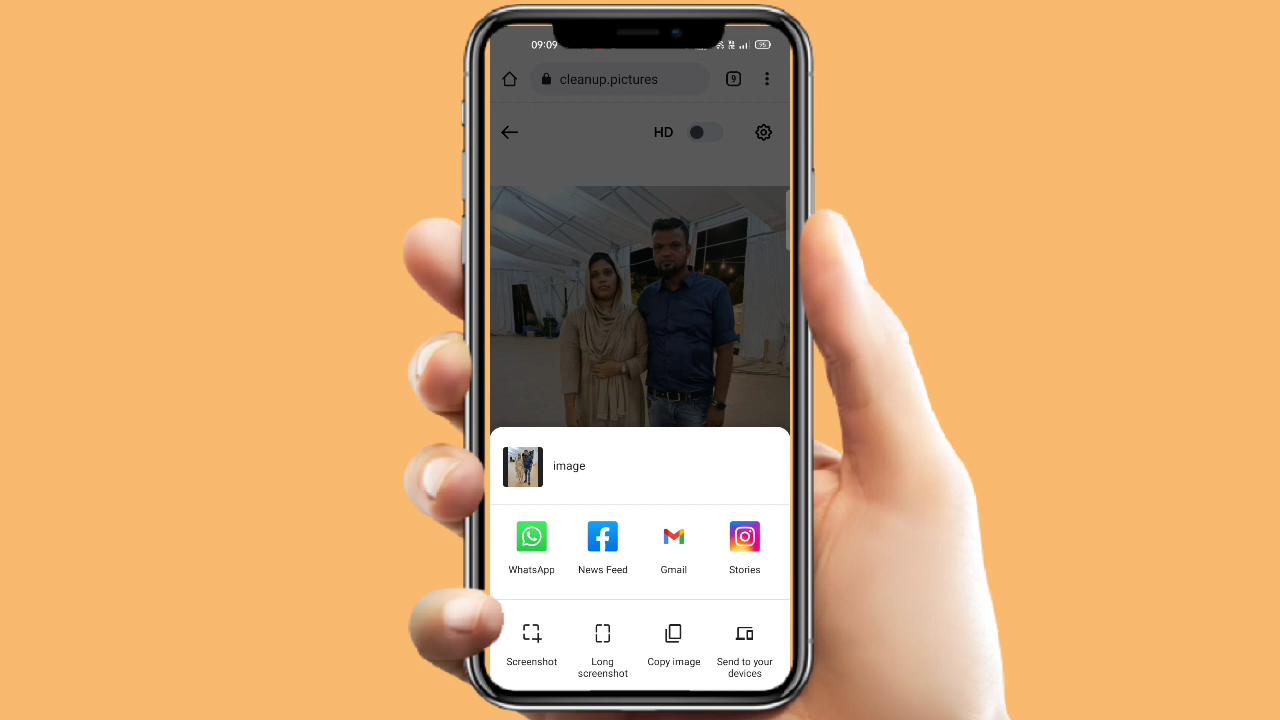 09:09
95
cleanup.pictures
9
HD
image
WhatsApp
News Feed
Gmail
Stories
Screenshot
Long
screenshot
Copy image
Send to your
devices